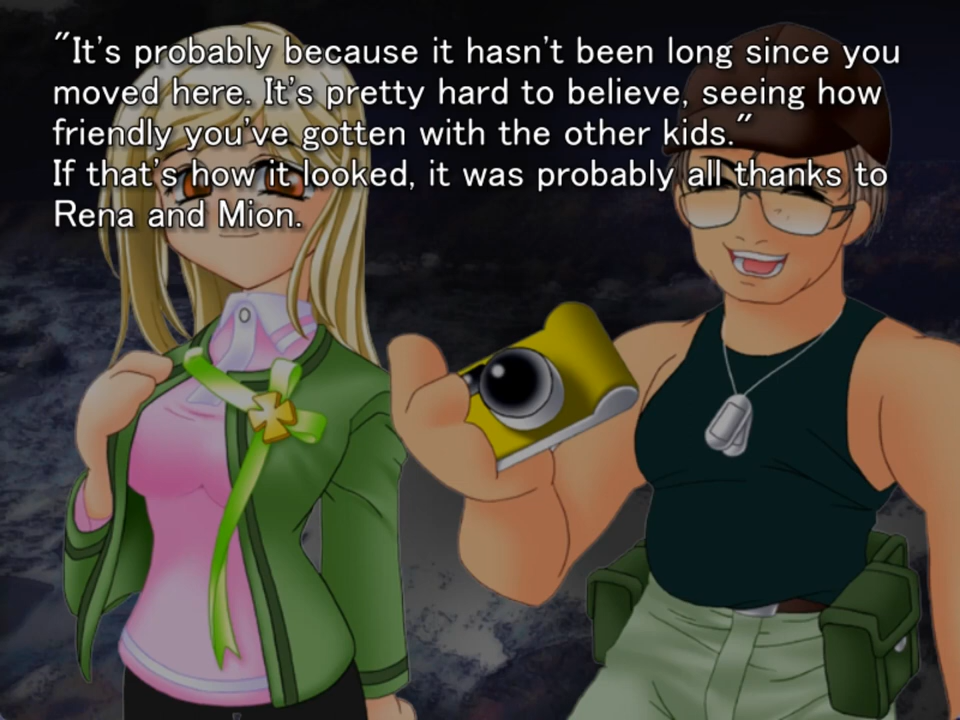 "It's probably because it hasn't been long since you
moved here. It's pretty hard to believe, seeing how
friendly you've gotten with the other kids."
If that's how it looked, it was probably all thanks to
Rena and Mion.